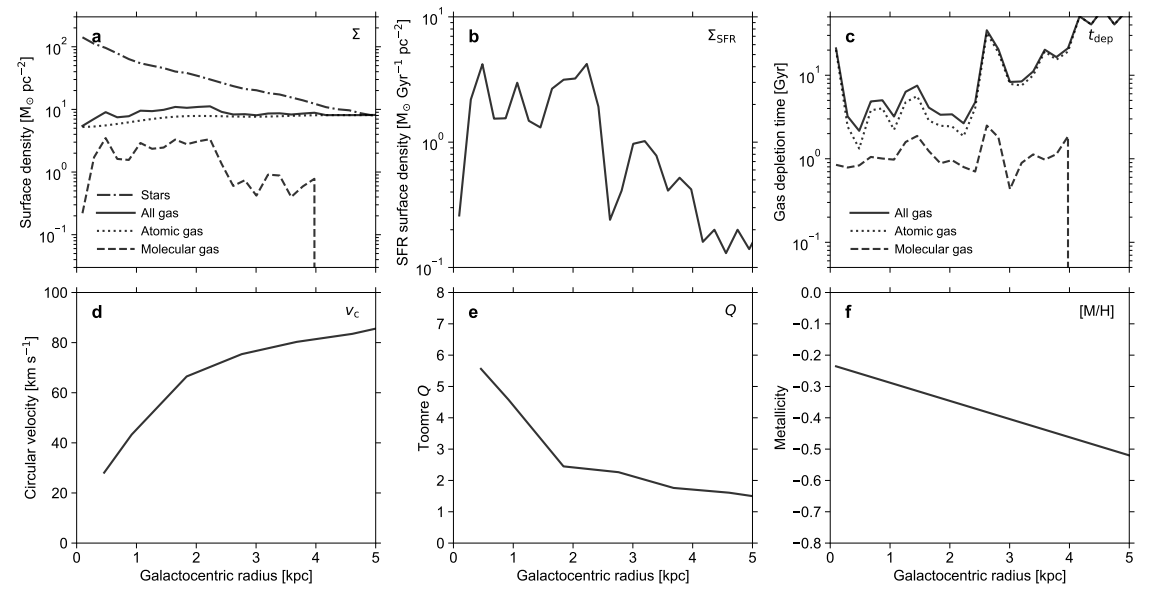 a
Σ
10²
10¹
10⁰
10⁻¹
Surface density [M⊙ pc⁻²]
Stars
All gas
Atomic gas
Molecular gas
b
Σ_SFR
10¹
10⁰
10⁻¹
SFR surface density [M⊙ Gyr⁻¹ pc⁻²]
c
t_dep
10¹
10⁰
10⁻¹
Gas depletion time [Gyr]
All gas
Atomic gas
Molecular gas
d
v_c
100
80
60
40
20
0
Circular velocity [km s⁻¹]
0 1 2 3 4 5
Galactocentric radius [kpc]
e
Q
8
7
6
5
4
3
2
1
0
Toomre Q
0 1 2 3 4 5
Galactocentric radius [kpc]
f
[M/H]
0.0
−0.1
−0.2
−0.3
−0.4
−0.5
−0.6
−0.7
−0.8
Metallicity
0 1 2 3 4 5
Galactocentric radius [kpc]